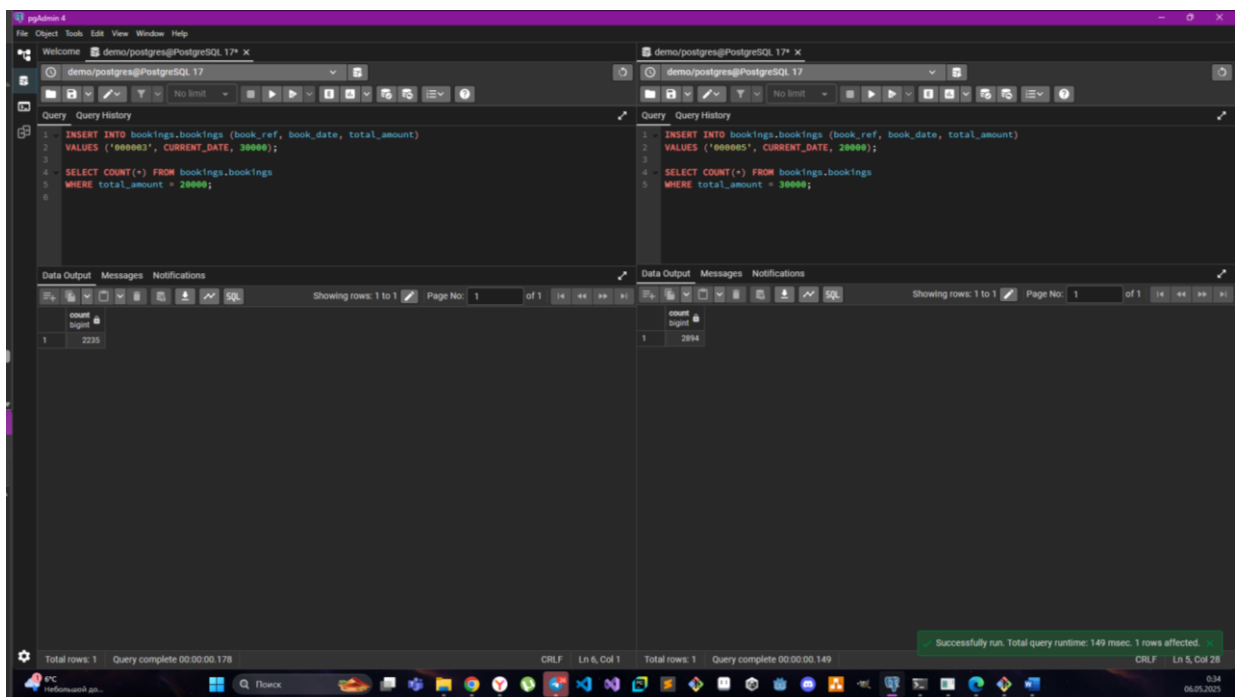 pgAdmin 4
File Object Tools Edit View Window Help
Welcome demo/postgres@PostgreSQL 17* ×
demo/postgres@PostgreSQL 17
No limit
Query Query History
1 INSERT INTO bookings.bookings (book_ref, book_date, total_amount)
2 VALUES ('000003', CURRENT_DATE, 30000);
3
4 SELECT COUNT(*) FROM bookings.bookings
5 WHERE total_amount = 20000;
6
Data Output Messages Notifications
SQL Showing rows: 1 to 1 Page No: 1 of 1
count
bigint
1 2235
Total rows: 1 Query complete 00:00:00.178 CRLF Ln 6, Col 1
demo/postgres@PostgreSQL 17* ×
demo/postgres@PostgreSQL 17
No limit
Query Query History
1 INSERT INTO bookings.bookings (book_ref, book_date, total_amount)
2 VALUES ('000005', CURRENT_DATE, 20000);
3
4 SELECT COUNT(*) FROM bookings.bookings
5 WHERE total_amount = 30000;
Data Output Messages Notifications
SQL Showing rows: 1 to 1 Page No: 1 of 1
count
bigint
1 2894
Successfully run. Total query runtime: 149 msec. 1 rows affected. ×
Total rows: 1 Query complete 00:00:00.149 CRLF Ln 5, Col 28
6°C
Небольшой до...
Поиск
0:34
06.05.2025